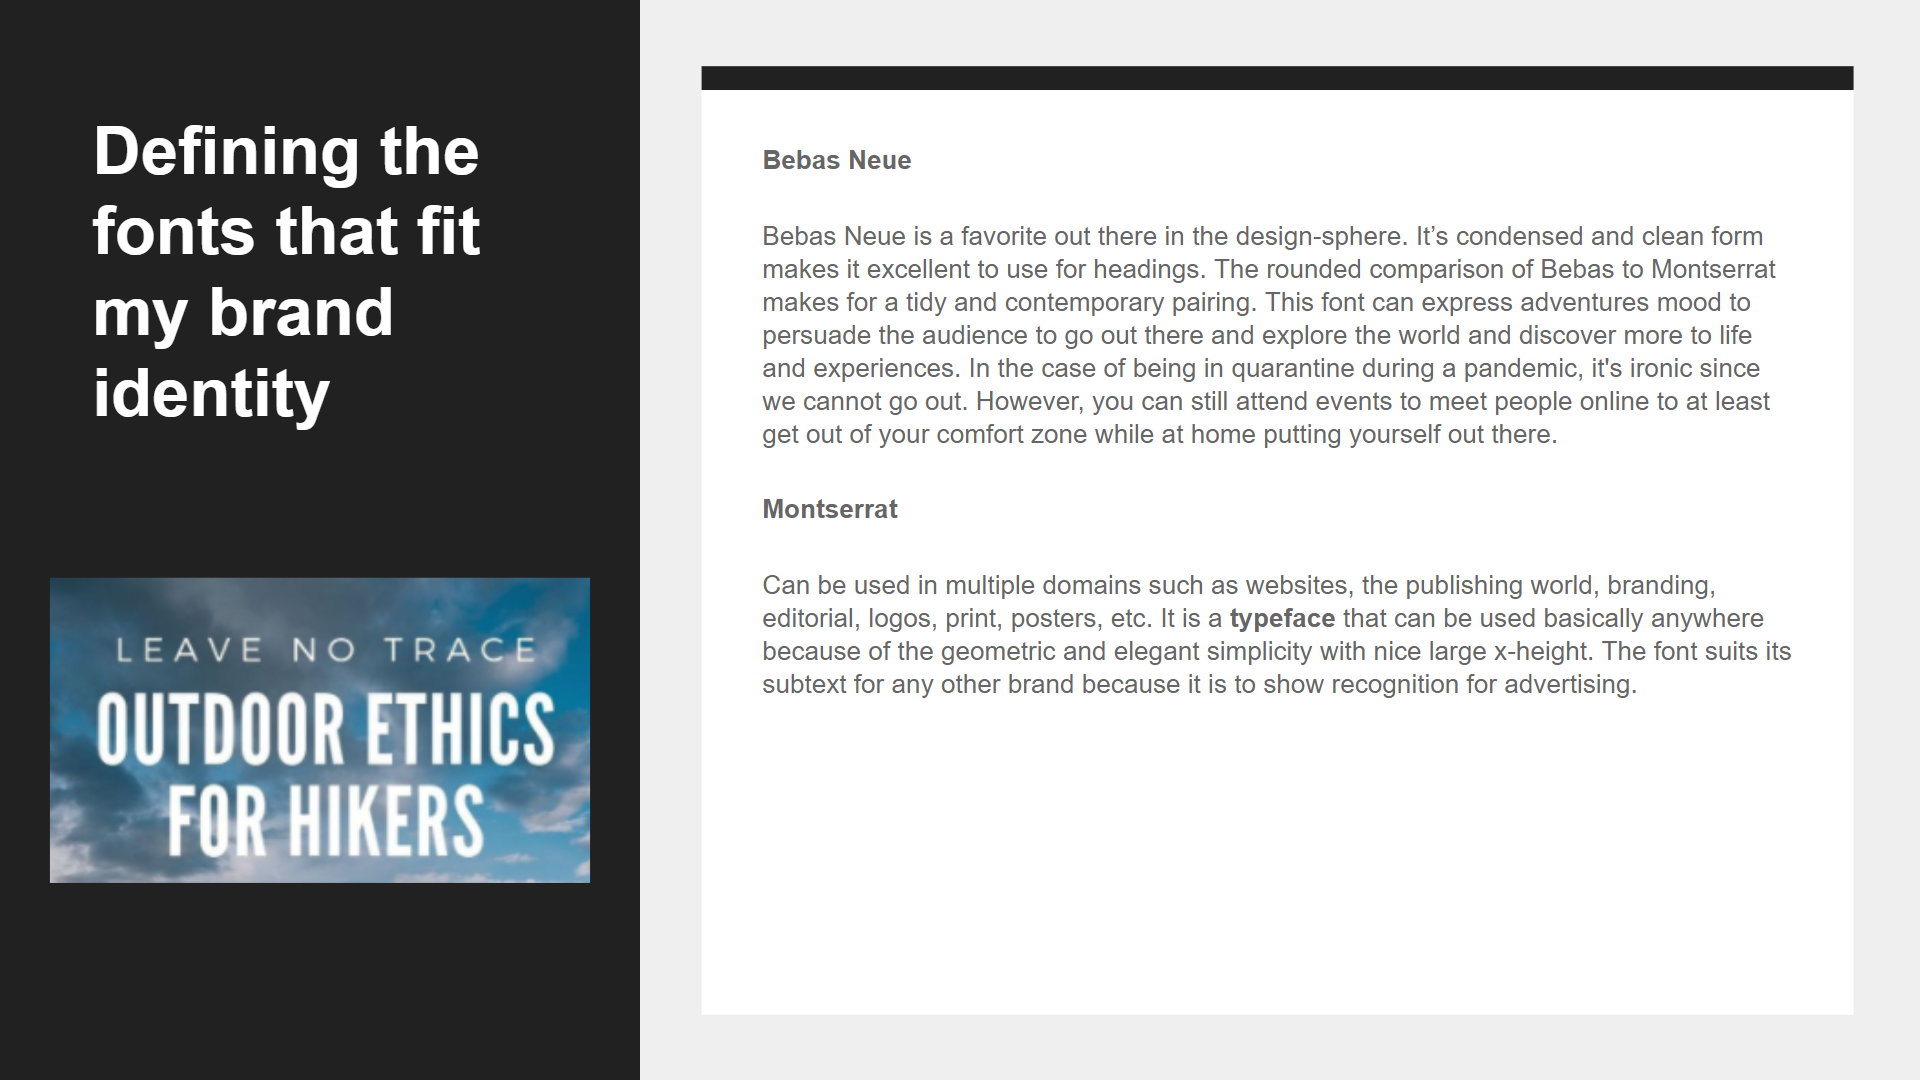 Defining the
fonts that fit
my brand
identity
LEAVE NO TRACE
OUTDOOR ETHICS
FOR HIKERS
Bebas Neue
Bebas Neue is a favorite out there in the design-sphere. It’s condensed and clean form
makes it excellent to use for headings. The rounded comparison of Bebas to Montserrat
makes for a tidy and contemporary pairing. This font can express adventures mood to
persuade the audience to go out there and explore the world and discover more to life
and experiences. In the case of being in quarantine during a pandemic, it's ironic since
we cannot go out. However, you can still attend events to meet people online to at least
get out of your comfort zone while at home putting yourself out there.
Montserrat
Can be used in multiple domains such as websites, the publishing world, branding,
editorial, logos, print, posters, etc. It is a typeface that can be used basically anywhere
because of the geometric and elegant simplicity with nice large x-height. The font suits its
subtext for any other brand because it is to show recognition for advertising.